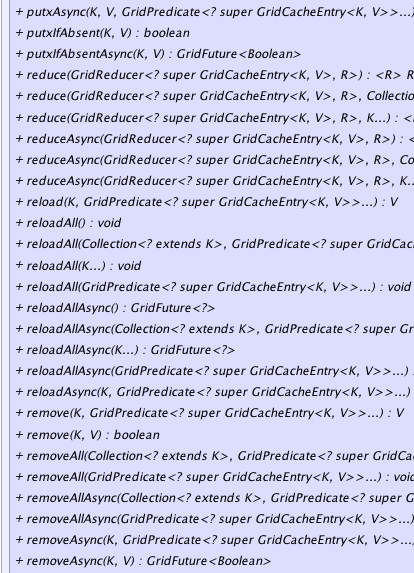 + putxAsync(K, V, GridPredicate<? super GridCacheEntry<K, V>>...)
+ putxIfAbsent(K, V) : boolean
+ putxIfAbsentAsync(K, V) : GridFuture<Boolean>
+ reduce(GridReducer<? super GridCacheEntry<K, V>, R>) : <R> R
+ reduce(GridReducer<? super GridCacheEntry<K, V>, R>, Collectio
+ reduce(GridReducer<? super GridCacheEntry<K, V>, R>, K...) : <
+ reduceAsync(GridReducer<? super GridCacheEntry<K, V>, R>) : <
+ reduceAsync(GridReducer<? super GridCacheEntry<K, V>, R>, Co
+ reduceAsync(GridReducer<? super GridCacheEntry<K, V>, R>, K..
+ reload(K, GridPredicate<? super GridCacheEntry<K, V>>...) : V
+ reloadAll() : void
+ reloadAll(Collection<? extends K>, GridPredicate<? super GridCac
+ reloadAll(K...) : void
+ reloadAll(GridPredicate<? super GridCacheEntry<K, V>>...) : void
+ reloadAllAsync() : GridFuture<?>
+ reloadAllAsync(Collection<? extends K>, GridPredicate<? super Gr
+ reloadAllAsync(K...) : GridFuture<?>
+ reloadAllAsync(GridPredicate<? super GridCacheEntry<K, V>>...) :
+ reloadAsync(K, GridPredicate<? super GridCacheEntry<K, V>>...)
+ remove(K, GridPredicate<? super GridCacheEntry<K, V>>...) : V
+ remove(K, V) : boolean
+ removeAll(Collection<? extends K>, GridPredicate<? super GridCa
+ removeAll(GridPredicate<? super GridCacheEntry<K, V>>...) : void
+ removeAllAsync(Collection<? extends K>, GridPredicate<? super G
+ removeAllAsync(GridPredicate<? super GridCacheEntry<K, V>>...)
+ removeAsync(K, GridPredicate<? super GridCacheEntry<K, V>>...)
+ removeAsync(K, V) : GridFuture<Boolean>